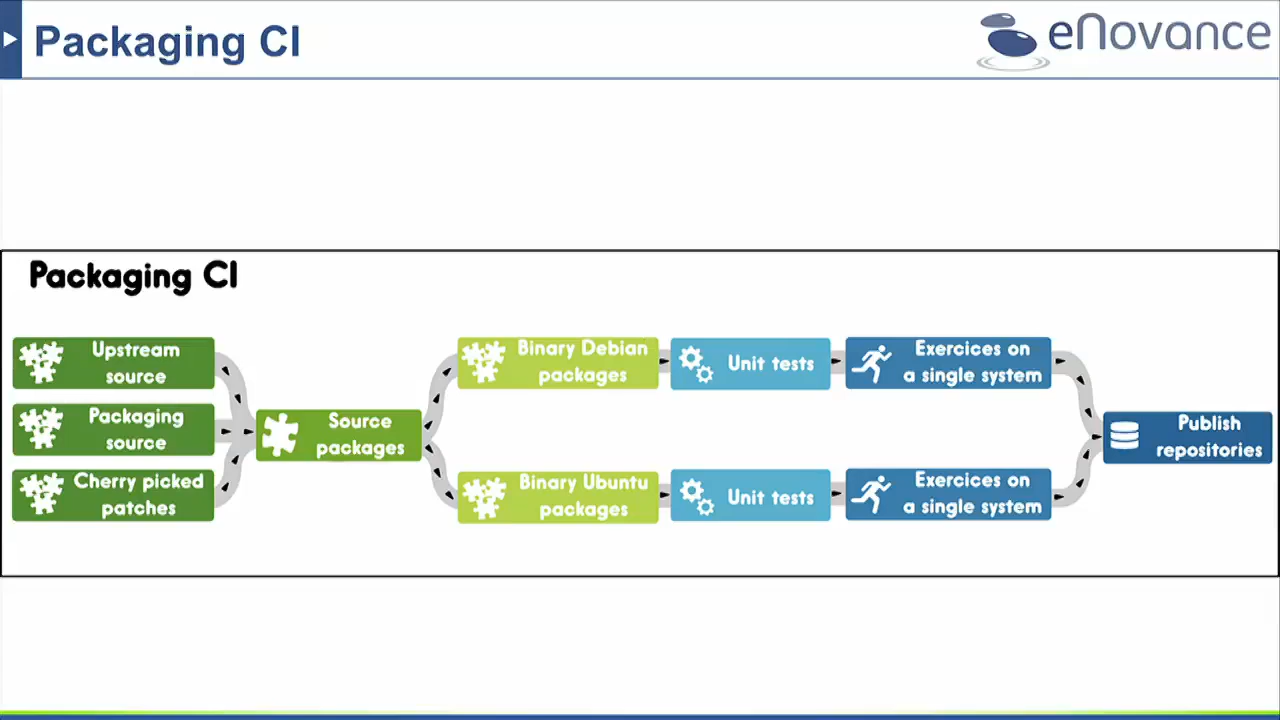 Packaging CI
eNovance
Packaging CI
Upstream
source
Packaging
source
Cherry picked
patches
Source
packages
Binary Debian
packages
Unit tests
Exercices on
a single system
Binary Ubuntu
packages
Unit tests
Exercices on
a single system
Publish
repositories